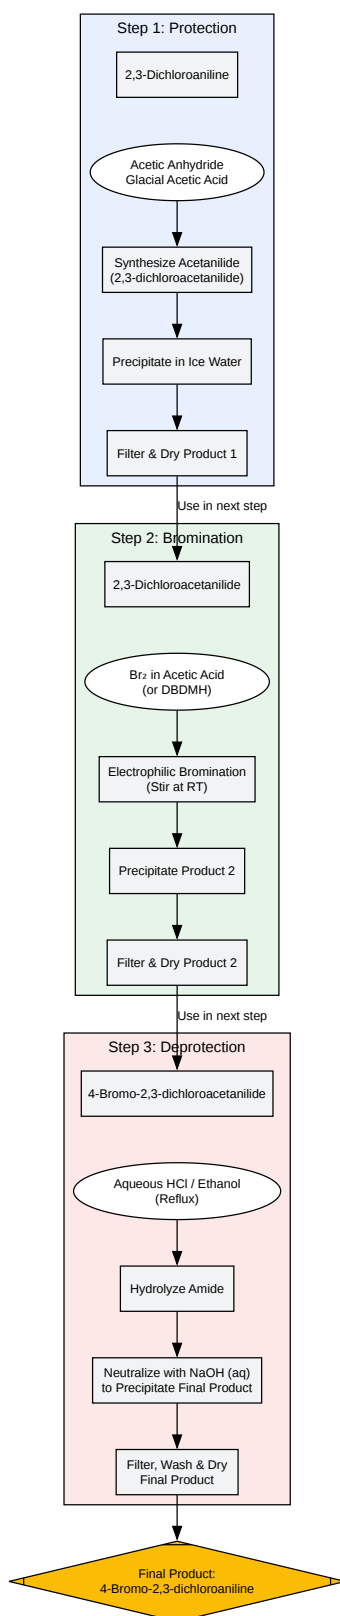 Step 1: Protection
2,3-Dichloroaniline
Acetic Anhydride
Glacial Acetic Acid
Synthesize Acetanilide
(2,3-dichloroacetanilide)
Precipitate in Ice Water
Filter & Dry Product 1
Use in next step
Step 2: Bromination
2,3-Dichloroacetanilide
Br₂ in Acetic Acid
(or DBDMH)
Electrophilic Bromination
(Stir at RT)
Precipitate Product 2
Filter & Dry Product 2
Use in next step
Step 3: Deprotection
4-Bromo-2,3-dichloroacetanilide
Aqueous HCl / Ethanol
(Reflux)
Hydrolyze Amide
Neutralize with NaOH (aq)
to Precipitate Final Product
Filter, Wash & Dry
Final Product
Final Product:
4-Bromo-2,3-dichloroaniline